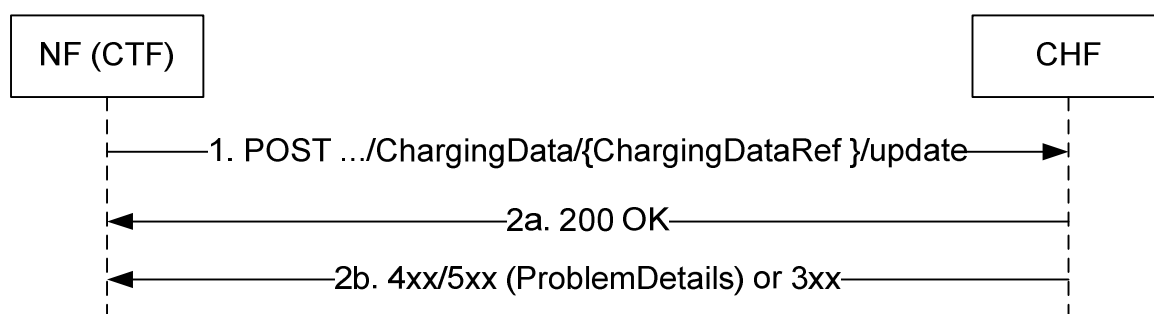 NF (CTF)
CHF
1. POST .../ChargingData/{ChargingDataRef }/update
2a. 200 OK
2b. 4xx/5xx (ProblemDetails) or 3xx